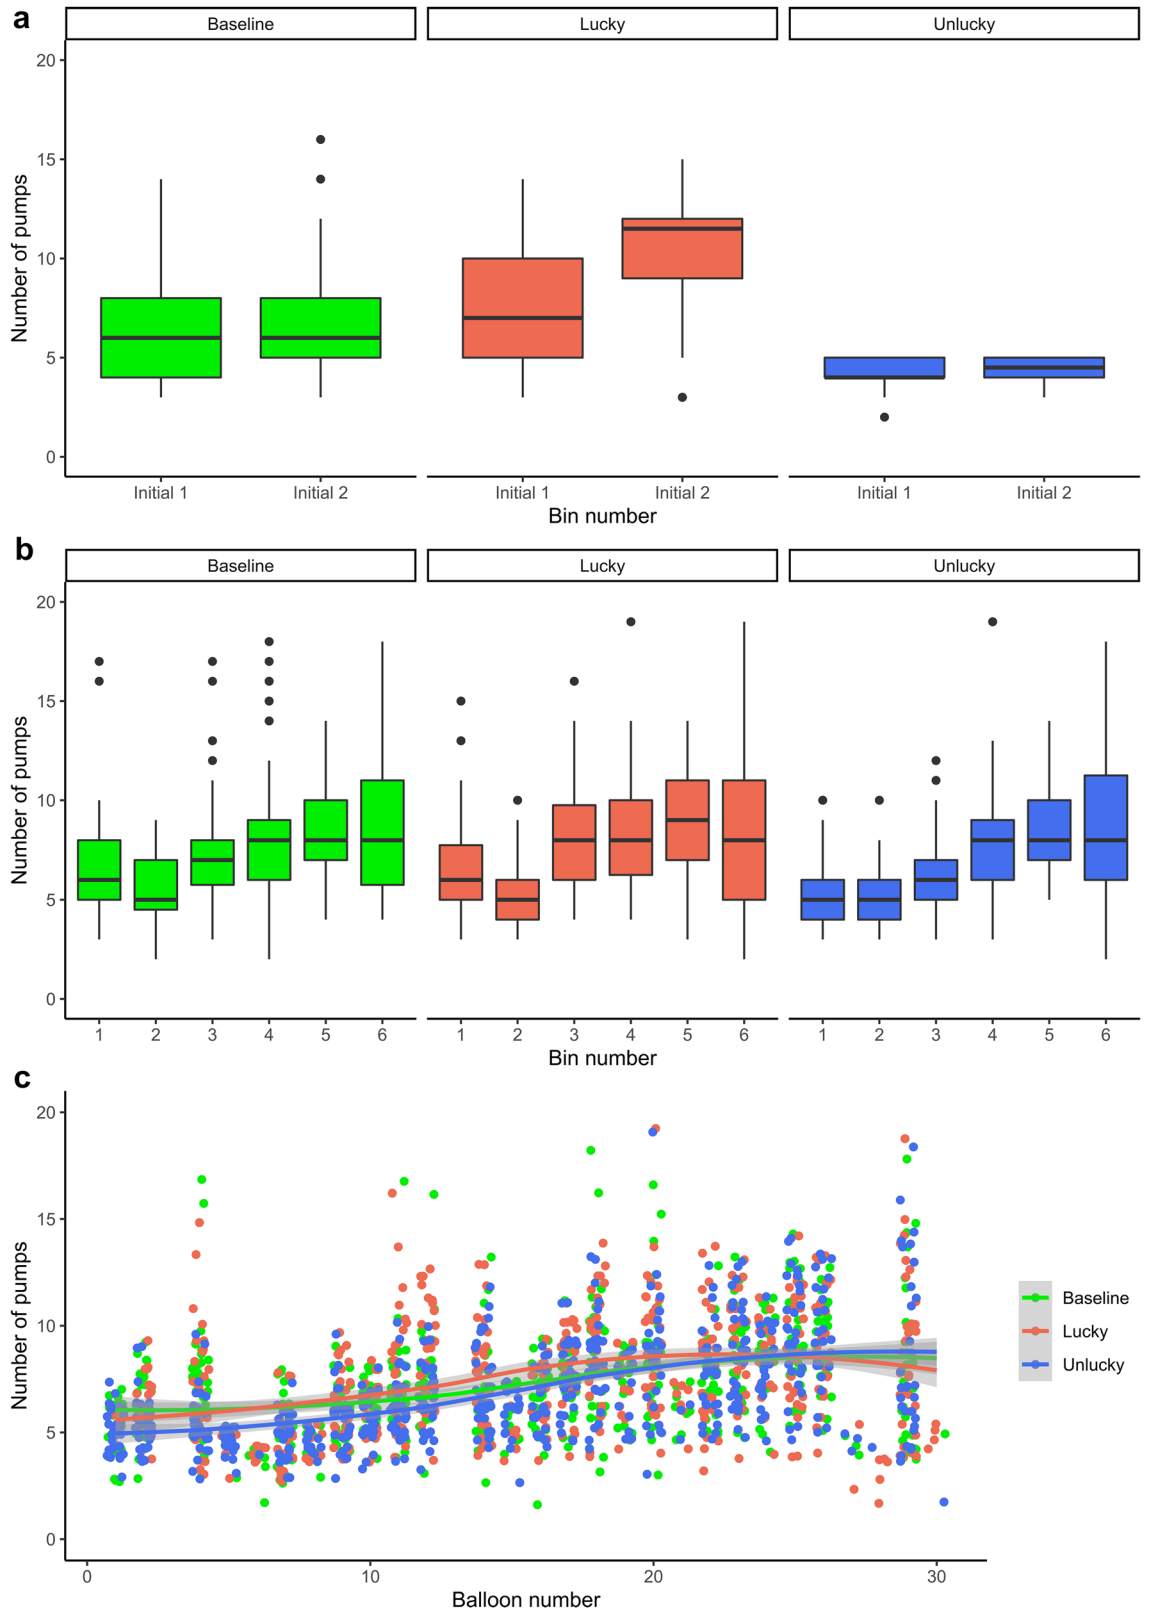 a
Baseline Lucky Unlucky
20
15
10
5
0
Number of pumps
Initial 1 Initial 2 Initial 1 Initial 2 Initial 1 Initial 2
Bin number
b
Baseline Lucky Unlucky
20
15
10
5
0
Number of pumps
1 2 3 4 5 6 1 2 3 4 5 6 1 2 3 4 5 6
Bin number
c
20
15
10
5
0
Number of pumps
0 10 20 30
Balloon number
Baseline
Lucky
Unlucky